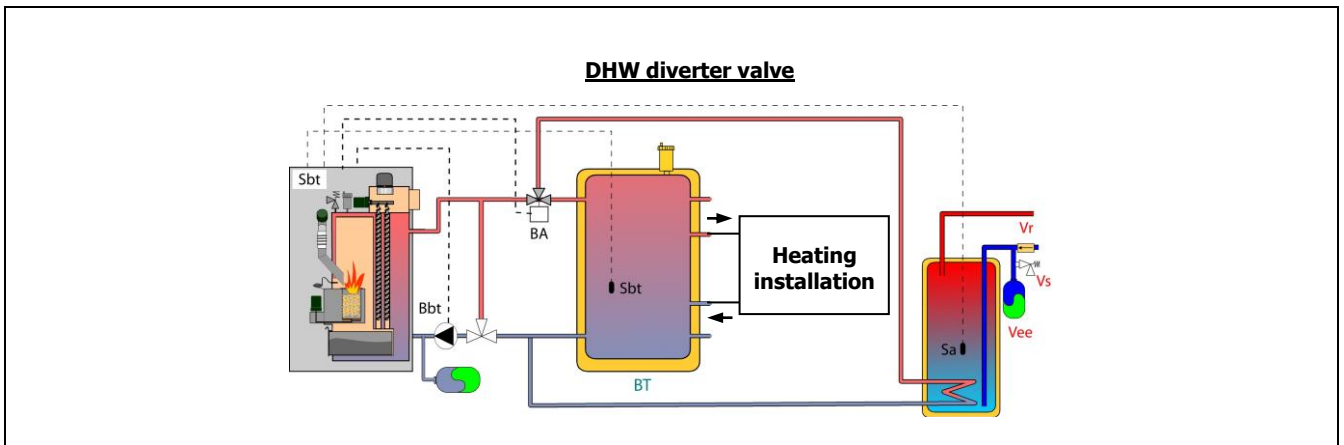 DHW diverter valve
Sbt
BA
Sbt
Bbt
BT
Heating
installation
Vr
Vs
Vee
Sa